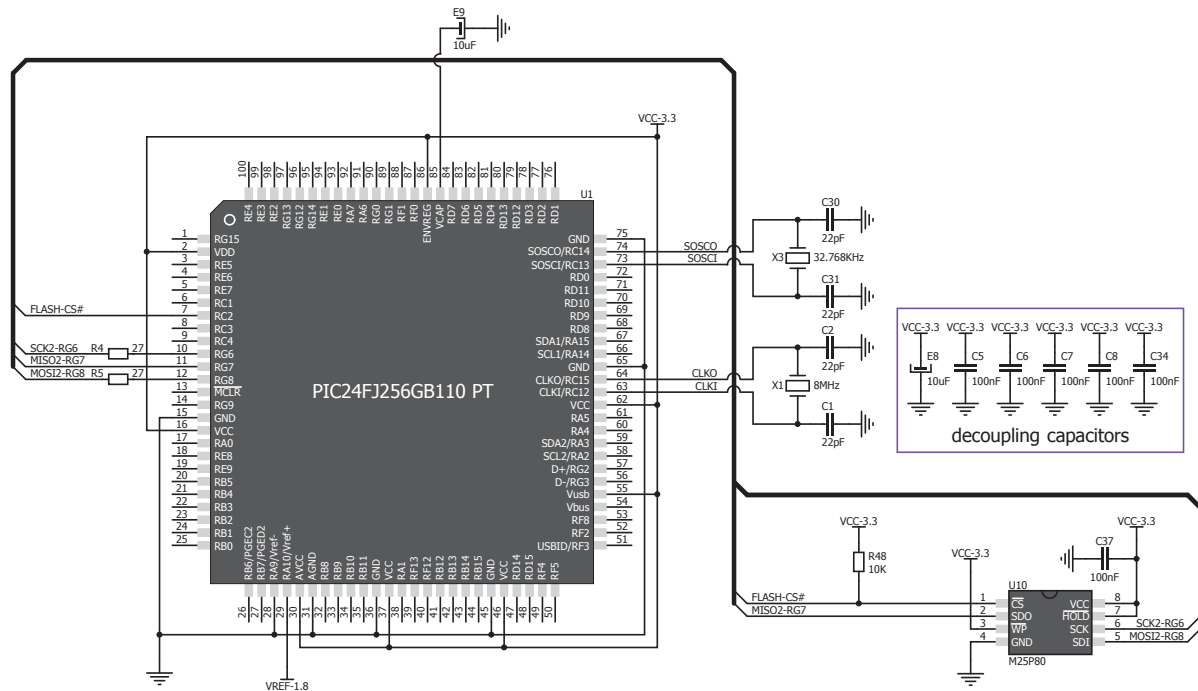 E9
10uF
VCC-3.3
100 99 98 97 96 95 94 93 92 91 90 89 88 87 86 85 84 83 82 81 80 79 78 77 76
RE4 RE3 RE2 RG13 RG12 RG14 RE1 RE0 RA7 RA6 RG0 RG1 RF1 RF0 ENVREG VCAP RD7 RD6 RD5 RD4 RD13 RD12 RD3 RD2 RD1
U1
1 RG15
2 VDD
3 RE5
4 RE6
5 RE7
6 RC1
FLASH-CS# 7 RC2
8 RC3
9 RC4
SCK2-RG6 R4 27 10 RG6
MISO2-RG7 11 RG7
MOSI2-RG8 R5 27 12 RG8
13 MCLR
14 RG9
15 GND
16 VCC
17 RA0
18 RE8
19 RE9
20 RB5
21 RB4
22 RB3
23 RB2
24 RB1
25 RB0
PIC24FJ256GB110 PT
GND 75
SOSCO/RC14 74 SOSCO
SOSCI/RC13 73 SOSCI
RD0 72
RD11 71
RD10 70
RD9 69
RD8 68
SDA1/RA15 67
SCL1/RA14 66
GND 65
CLKO/RC15 64 CLKO
CLKI/RC12 63 CLKI
VCC 62
RA5 61
RA4 60
SDA2/RA3 59
SCL2/RA2 58
D+/RG2 57
D-/RG3 56
Vusb 55
Vbus 54
RF8 53
RF2 52
USBID/RF3 51
RB6/PGEC2 RB7/PGED2 RA9/Vref- RA10/Vref+ AVCC AGND RB8 RB9 RB10 RB11 GND VCC RA1 RF13 RF12 RB12 RB13 RB14 RB15 GND VCC RD14 RD15 RF4 RF5
26 27 28 29 30 31 32 33 34 35 36 37 38 39 40 41 42 43 44 45 46 47 48 49 50
VREF-1.8
C30
22pF
X3 32.768KHz
C31
22pF
C2
22pF
X1 8MHz
C1
22pF
VCC-3.3 VCC-3.3 VCC-3.3 VCC-3.3 VCC-3.3 VCC-3.3
E8 C5 C6 C7 C8 C34
10uF 100nF 100nF 100nF 100nF 100nF
decoupling capacitors
VCC-3.3
R48
10K
VCC-3.3
VCC-3.3
C37
100nF
U10
FLASH-CS# 1 CS VCC 8
MISO2-RG7 2 SDO HOLD 7
3 WP SCK 6 SCK2-RG6
4 GND SDI 5 MOSI2-RG8
M25P80